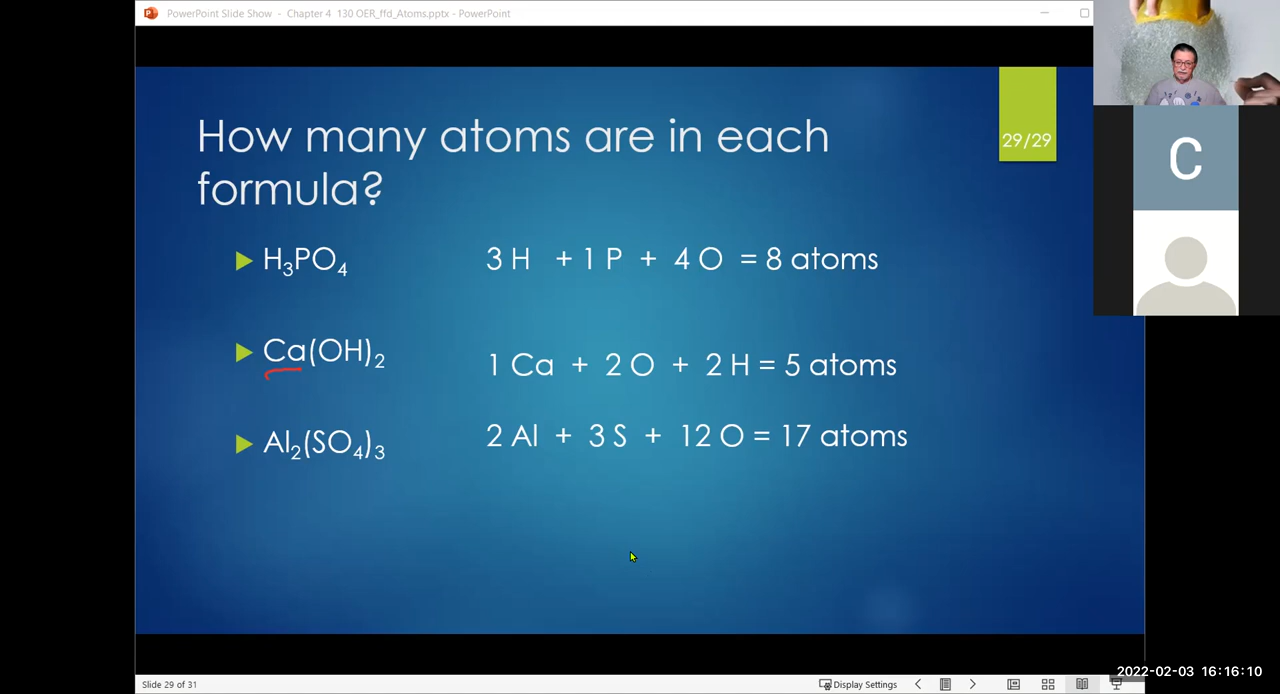 PowerPoint Slide Show - Chapter 4 130 OER_ffd_Atoms.pptx - PowerPoint
How many atoms are in each
formula?
29/29
C
H₃PO₄ 3 H + 1 P + 4 O = 8 atoms
Ca(OH)₂ 1 Ca + 2 O + 2 H = 5 atoms
Al₂(SO₄)₃ 2 Al + 3 S + 12 O = 17 atoms
2022-02-03 16:16:10
Slide 29 of 31 Display Settings